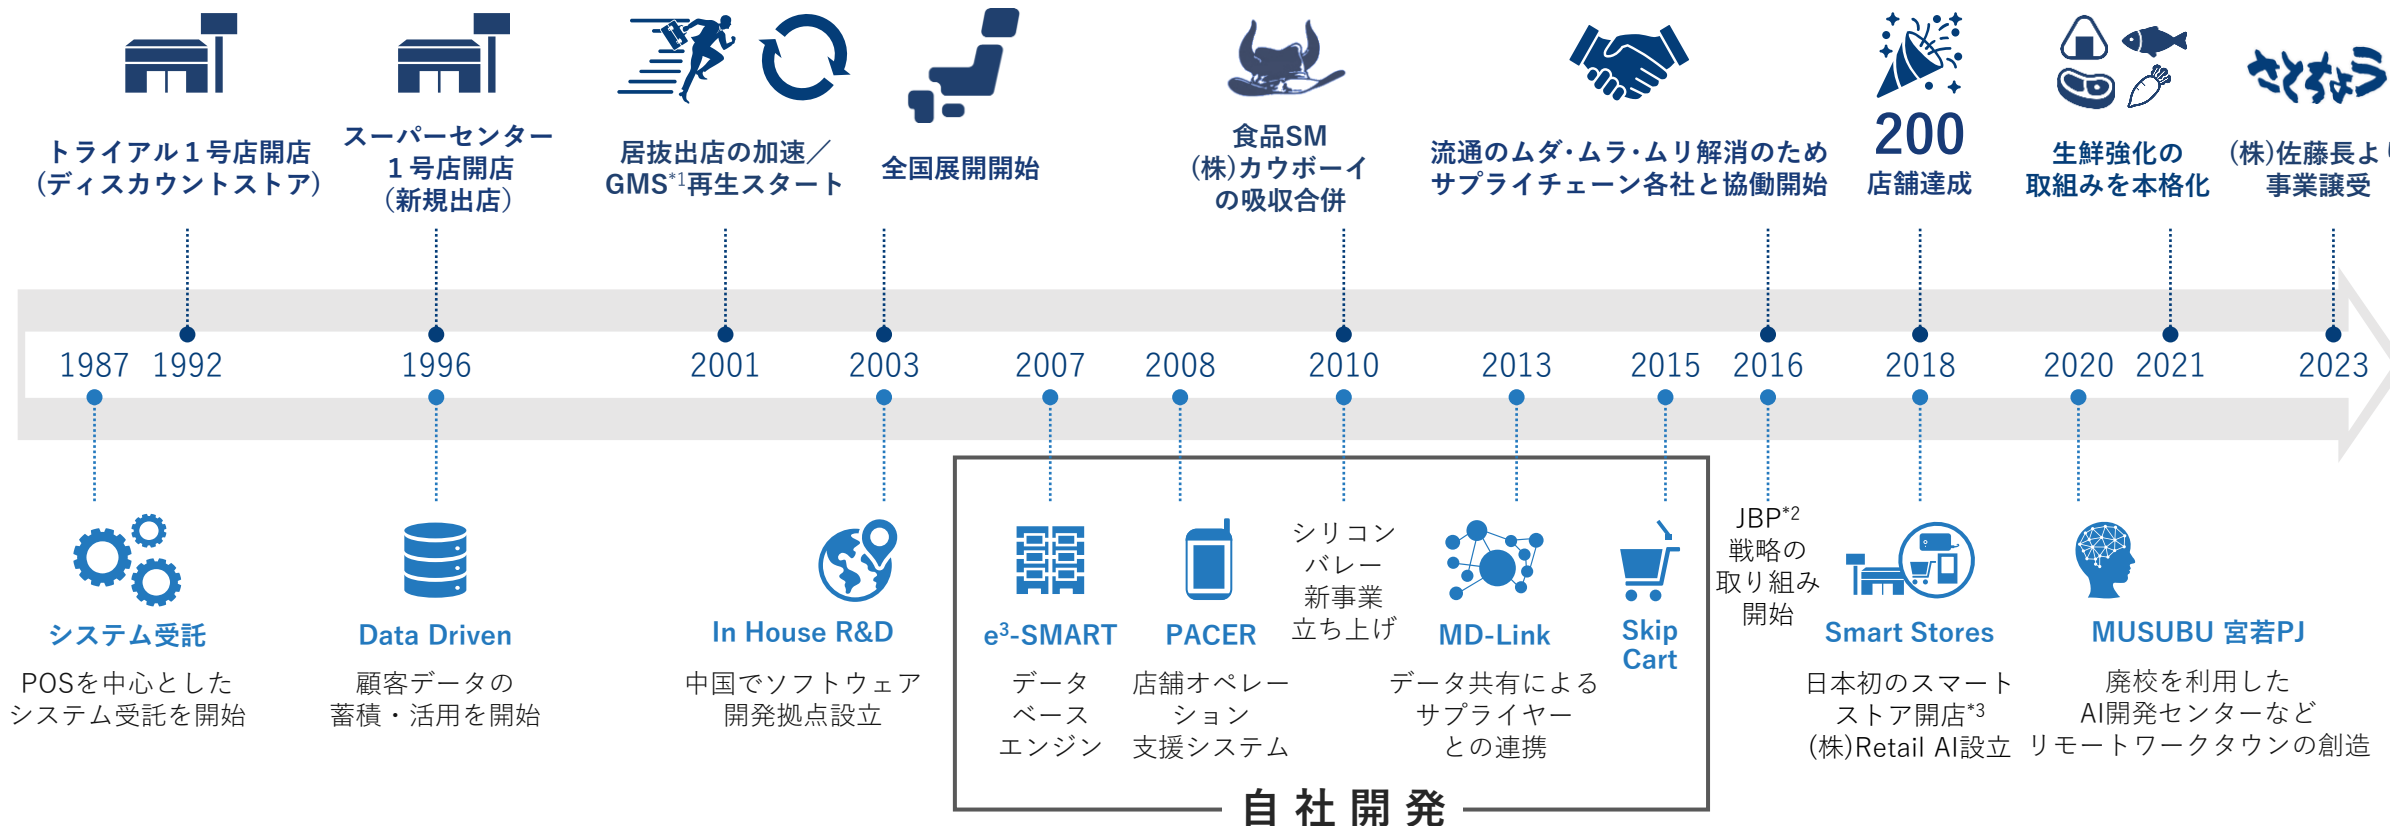 トライアル１号店開店
(ディスカウントストア)
スーパーセンター
１号店開店
（新規出店）
居抜出店の加速／
GMS*1再生スタート
全国展開開始
食品SM
(株)カウボーイ
の吸収合併
流通のムダ・ムラ・ムリ解消のため
サプライチェーン各社と協働開始
200
店舗達成
生鮮強化の
取組みを本格化
さとちょう
(株)佐藤長より
事業譲受
1987 1992 1996 2001 2003 2007 2008 2010 2013 2015 2016 2018 2020 2021 2023
システム受託
POSを中心とした
システム受託を開始
Data Driven
顧客データの
蓄積・活用を開始
In House R&D
中国でソフトウェア
開発拠点設立
e³-SMART
データ
ベース
エンジン
PACER
店舗オペレー
ション
支援システム
シリコン
バレー
新事業
立ち上げ
MD-Link
データ共有による
サプライヤー
との連携
Skip
Cart
自社開発
JBP*2
戦略の
取り組み
開始
Smart Stores
日本初のスマート
ストア開店*3
(株)Retail AI設立
MUSUBU 宮若PJ
廃校を利用した
AI開発センターなど
リモートワークタウンの創造